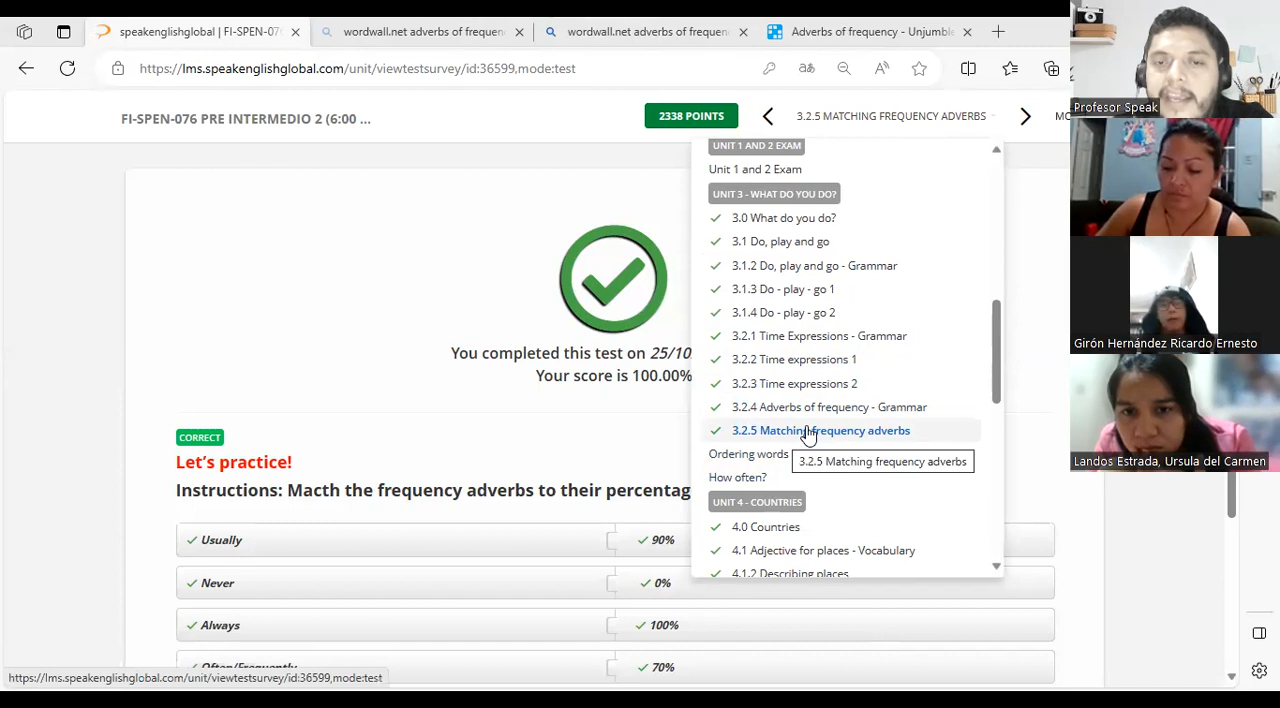 speakenglishglobal | FI-SPEN-07
wordwall.net adverbs of frequen
wordwall.net adverbs of frequen
Adverbs of frequency - Unjumble
https://lms.speakenglishglobal.com/unit/viewtestsurvey/id:36599,mode:test
FI-SPEN-076 PRE INTERMEDIO 2 (6:00 ...
2338 POINTS
3.2.5 MATCHING FREQUENCY ADVERBS
MO
UNIT 1 AND 2 EXAM
Unit 1 and 2 Exam
UNIT 3 - WHAT DO YOU DO?
3.0 What do you do?
3.1 Do, play and go
3.1.2 Do, play and go - Grammar
3.1.3 Do - play - go 1
3.1.4 Do - play - go 2
3.2.1 Time Expressions - Grammar
3.2.2 Time expressions 1
3.2.3 Time expressions 2
3.2.4 Adverbs of frequency - Grammar
3.2.5 Matching frequency adverbs
Ordering words
3.2.5 Matching frequency adverbs
How often?
UNIT 4 - COUNTRIES
4.0 Countries
4.1 Adjective for places - Vocabulary
4.1.2 Describing places
You completed this test on 25/10
Your score is 100.00%
CORRECT
Let's practice!
Instructions: Macth the frequency adverbs to their percentag
Usually 90%
Never 0%
Always 100%
Often/Frequently 70%
https://lms.speakenglishglobal.com/unit/viewtestsurvey/id:36599,mode:test
Profesor Speak
Girón Hernández Ricardo Ernesto
Landos Estrada, Ursula del Carmen